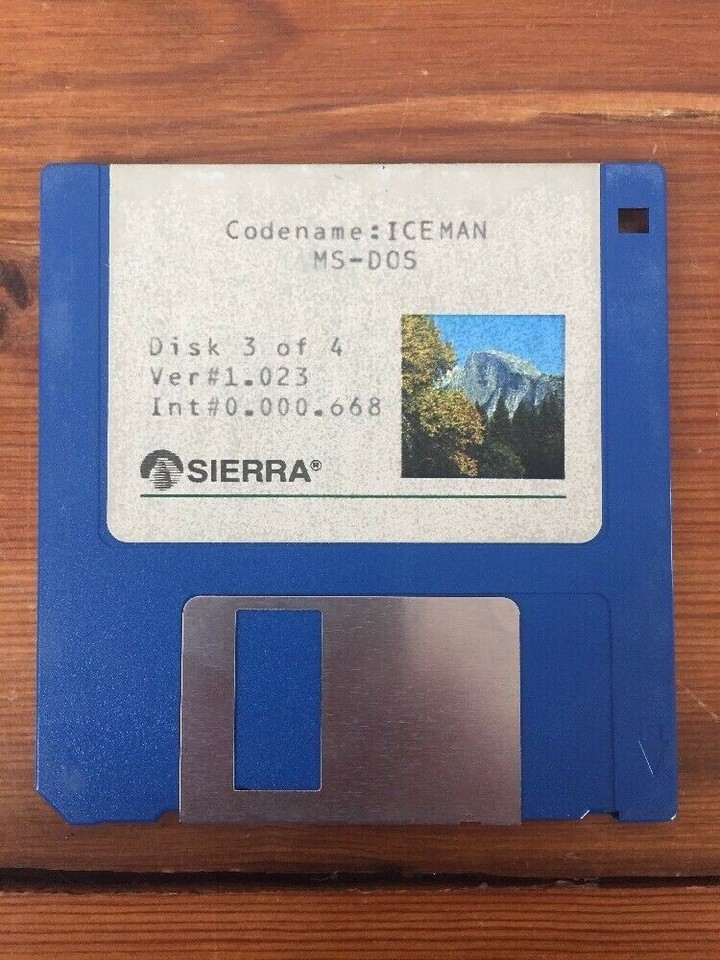 Codename:ICEMAN
MS-DOS
Disk 3 of 4
Ver#1.023
Int#0.000.668
SIERRA®